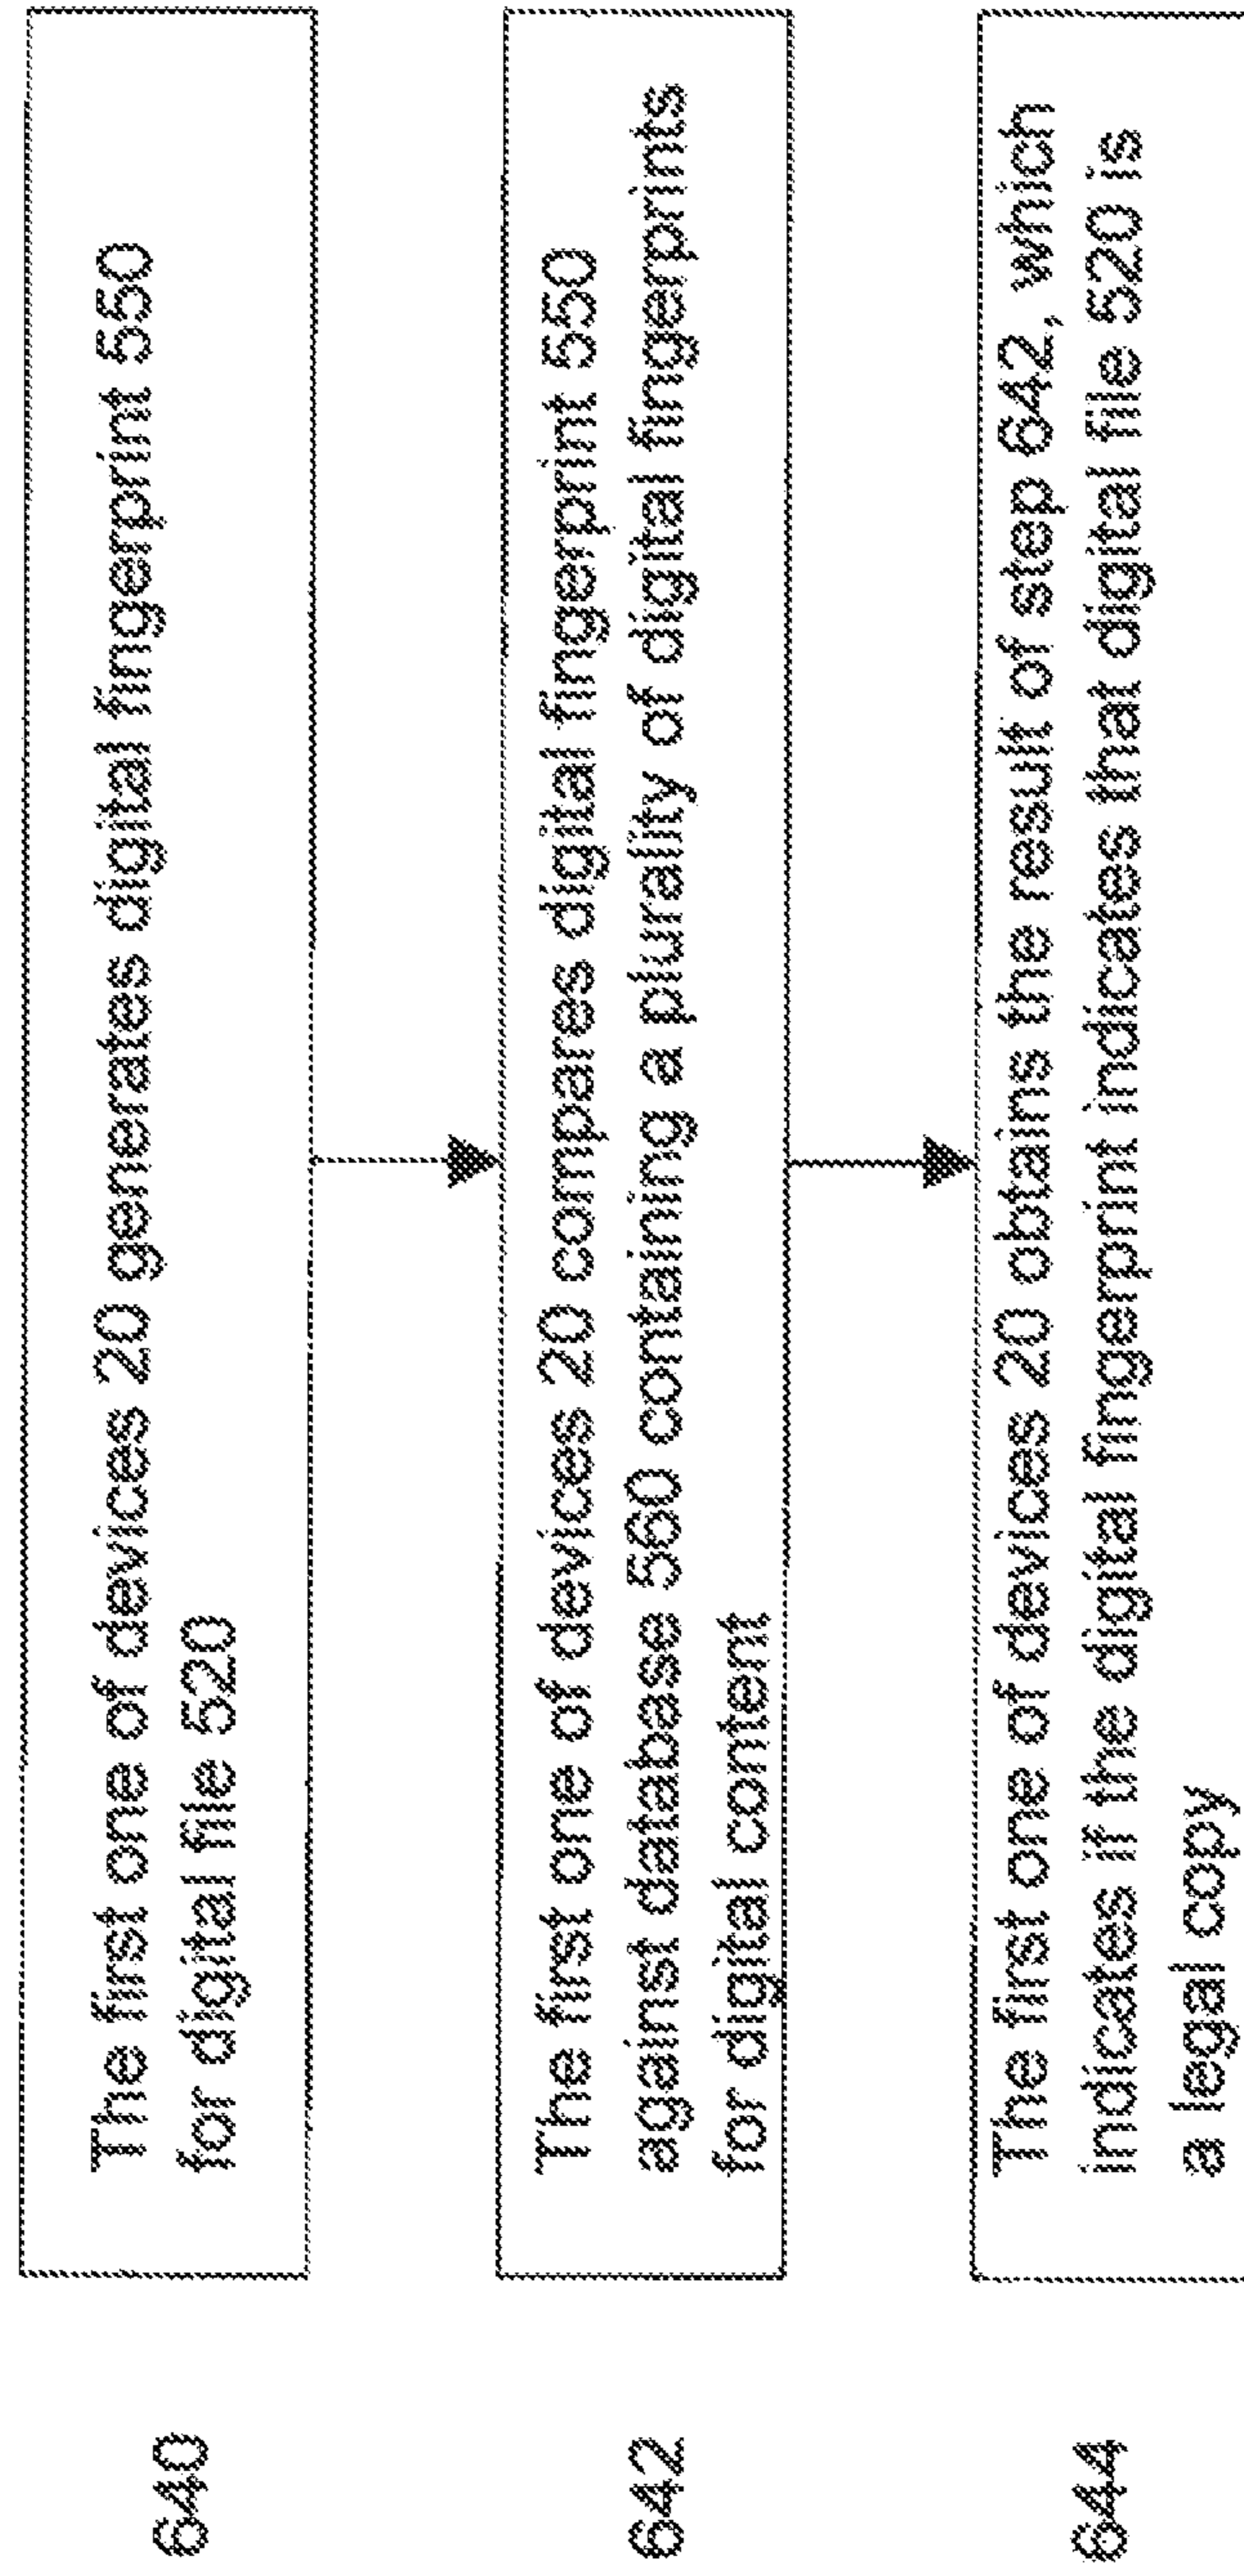 640
The first one of devices 20 generates digital fingerprint 550
for digital file 520
642
The first one of devices 20 compares digital fingerprint 550
against database 560 containing a plurality of digital fingerprints
for digital content
644
The first one of devices 20 obtains the result of step 642, which
indicates if the digital fingerprint indicates that digital file 520 is
a legal copy